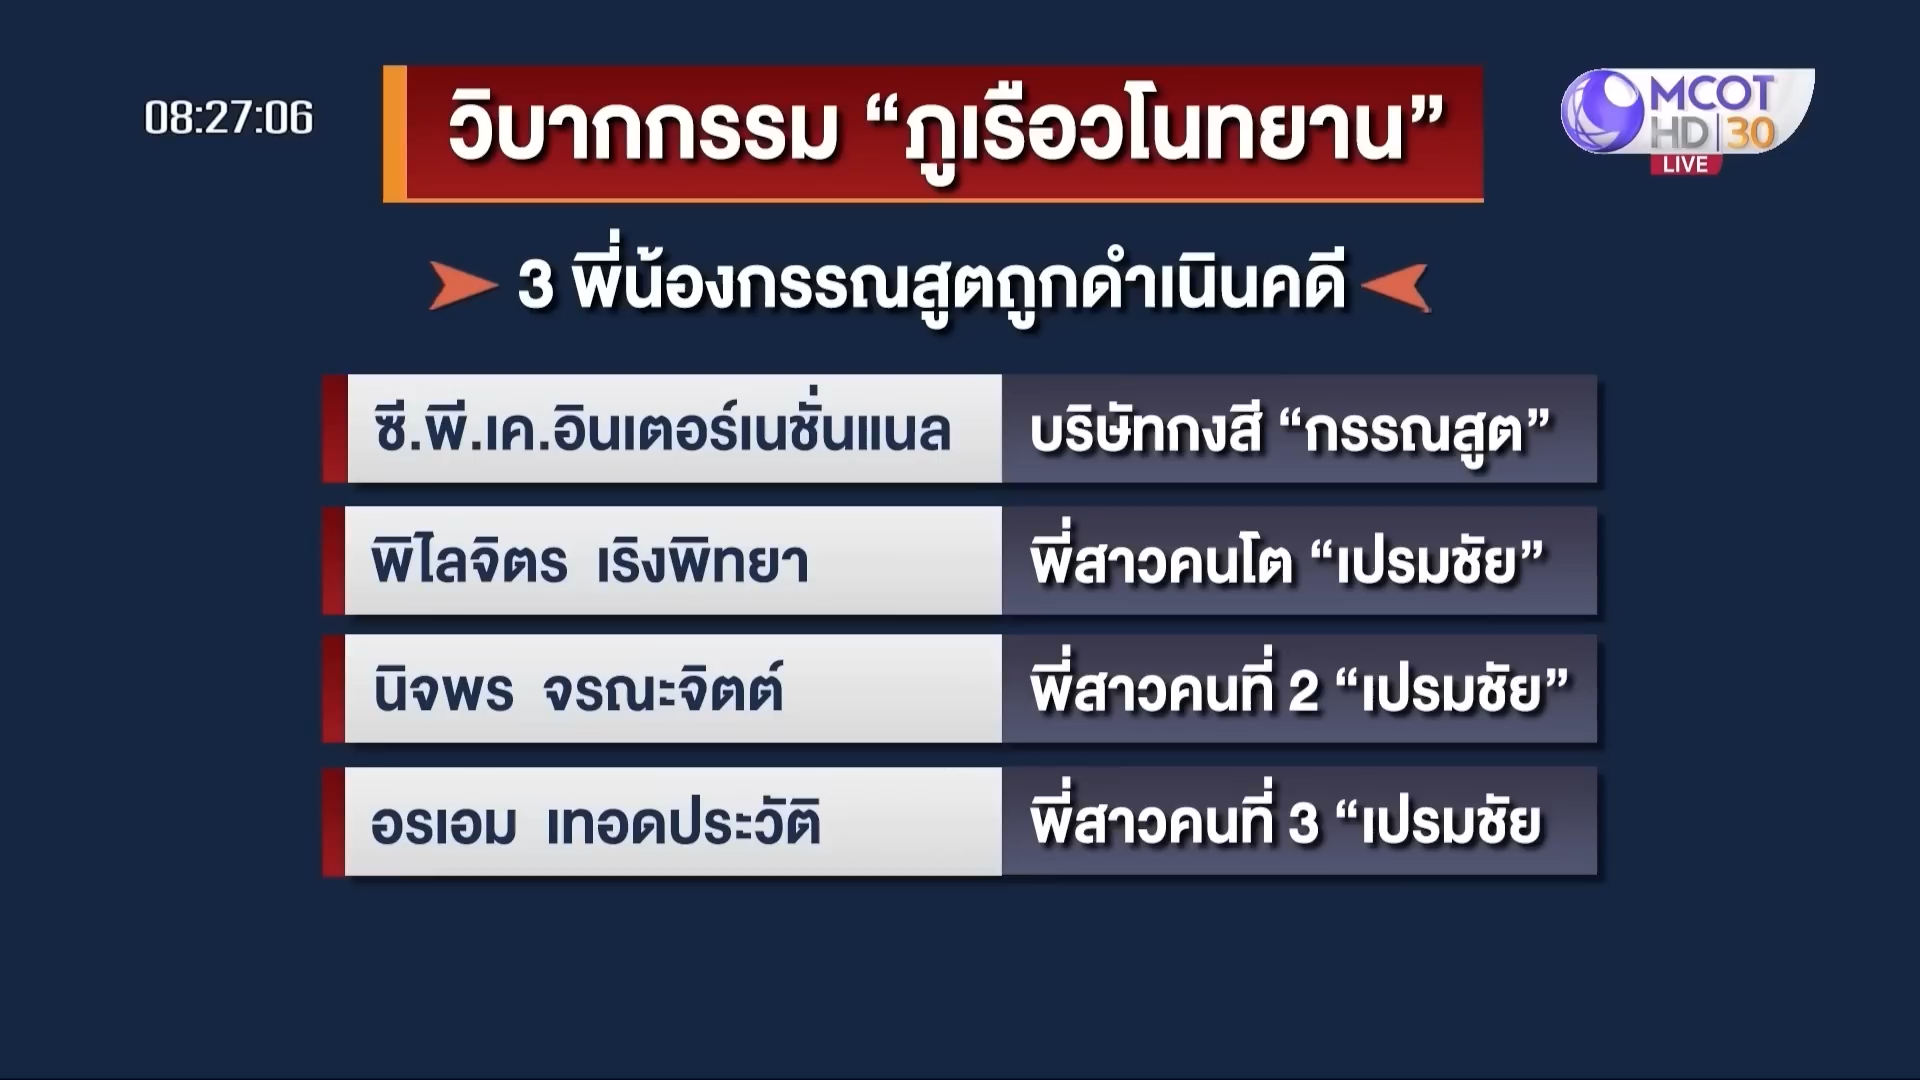 08:27:06
วิบากกรรม “ภูเรือวโนทยาน”
MCOT
HD 30
LIVE
3 พี่น้องกรรณสูตถูกดำเนินคดี
ซี.พี.เค.อินเตอร์เนชั่นแนล บริษัทกงสี “กรรณสูต”
พิไลจิตร เริงพิทยา พี่สาวคนโต “เปรมชัย”
นิจพร จรณะจิตต์ พี่สาวคนที่ 2 “เปรมชัย”
อรเอม เทอดประวัติ พี่สาวคนที่ 3 “เปรมชัย